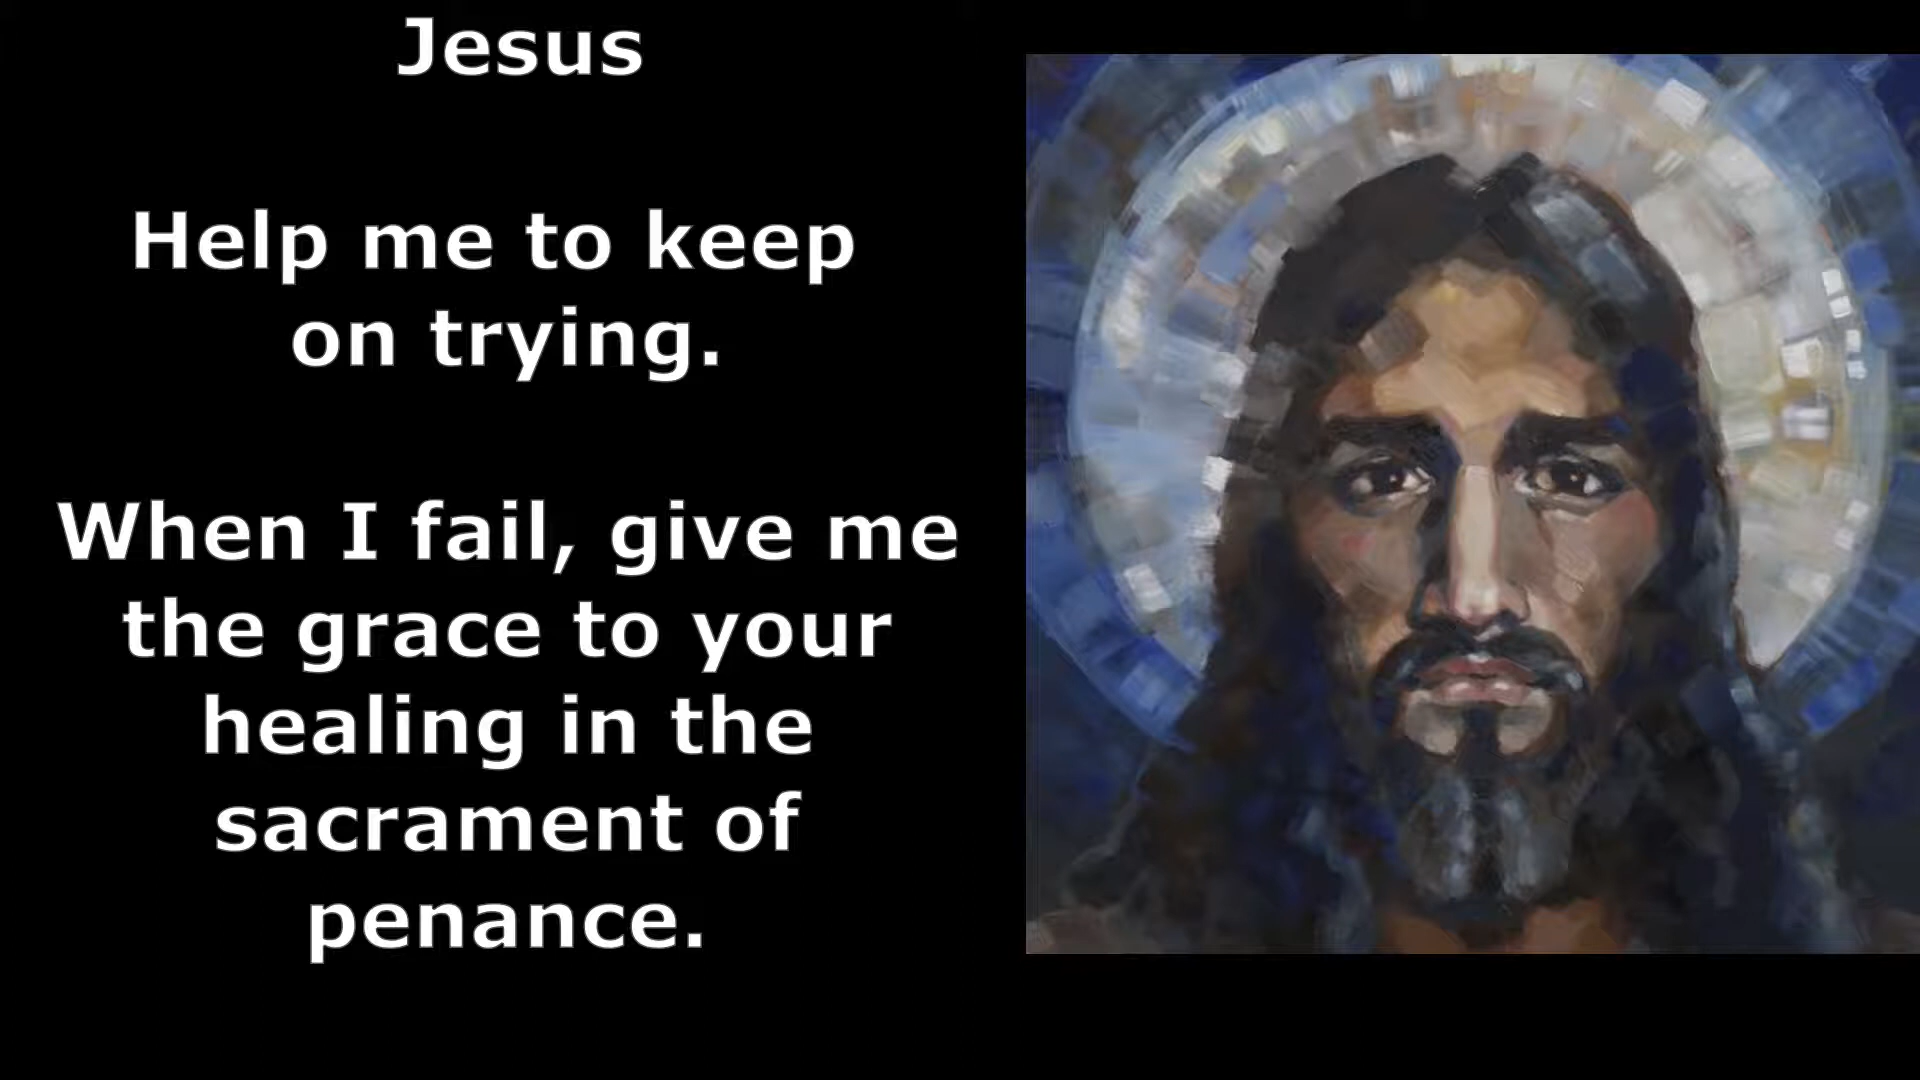 Jesus
Help me to keep
on trying.
When I fail, give me
the grace to your
healing in the
sacrament of
penance.